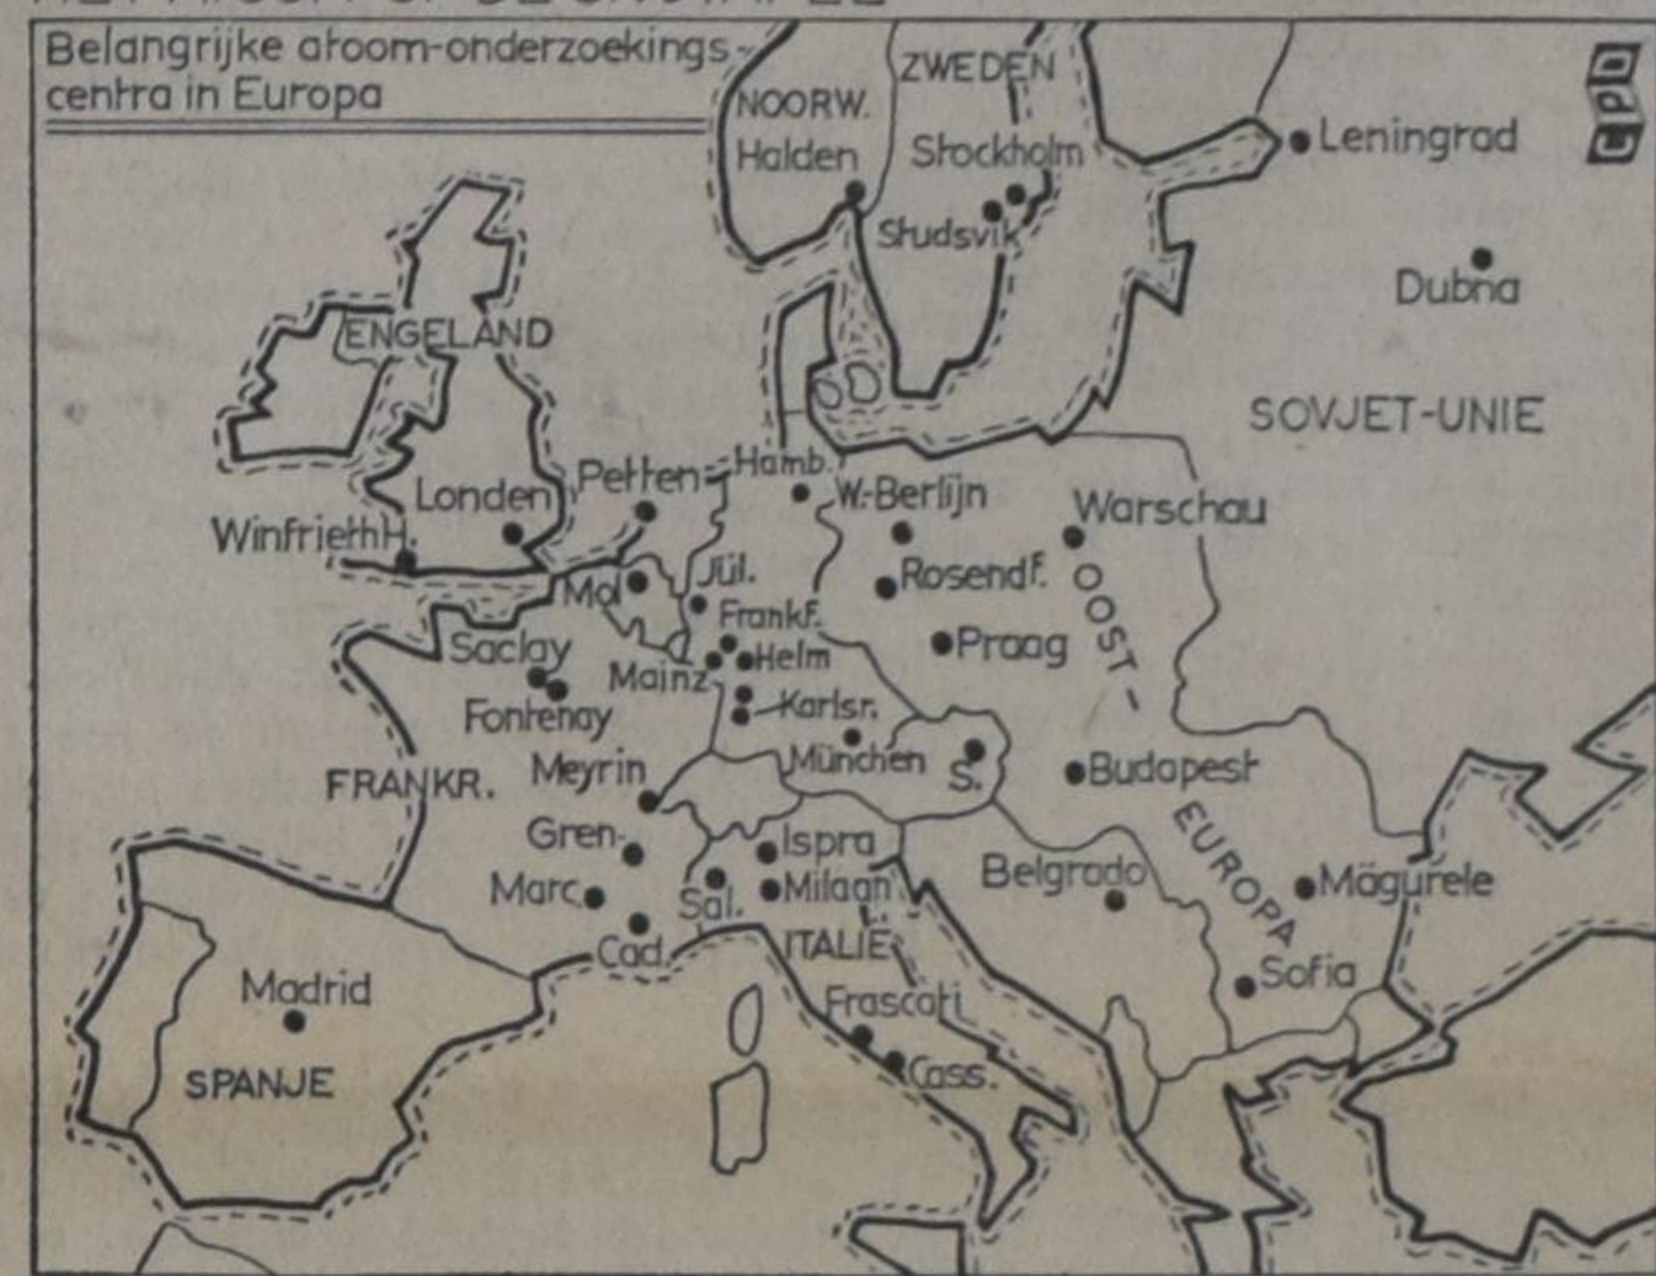 Belangrijke atoom-onderzoekings-
centra in Europa
CPD
NOORW.
ZWEDEN
Halden
Stockholm
Studsvik
Leningrad
Dubna
SOVJET-UNIE
ENGELAND
Londen
Winfrieth H.
Petten
Hamb.
W.-Berlijn
Warschau
Mol
Jül.
Rosendf.
Frankf.
Praag
Saclay
Mainz
Helm
Fontenay
Karlsr.
OOST-
EUROPA
FRANKR.
Meyrin
München
S.
Budapest
Gren.
Ispra
Marc.
Sal.
Milaan
Belgrado
Mägurele
Cad.
ITALIË
Sofia
Madrid
Frascati
SPANJE
Cass.